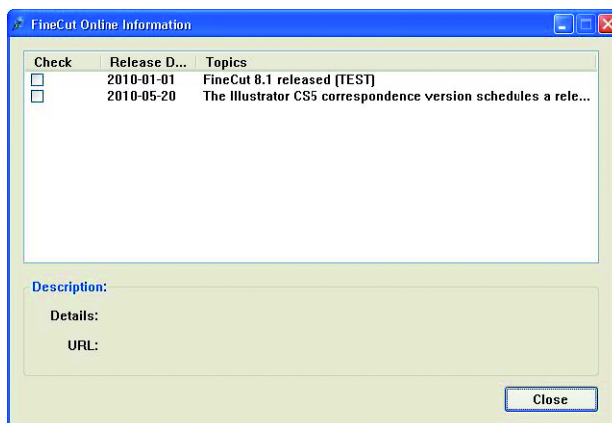 FineCut Online Information
Check Release D... Topics
2010-01-01 FineCut 8.1 released (TEST)
2010-05-20 The Illustrator CS5 correspondence version schedules a rele...
Description:
Details:
URL:
Close